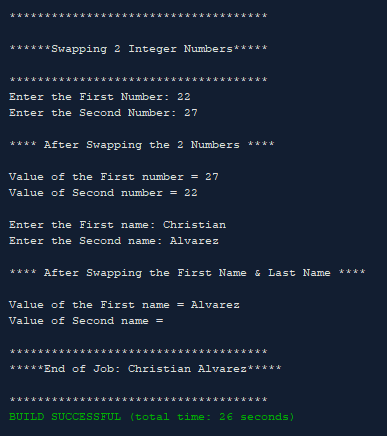 *************************************
******Swapping 2 Integer Numbers*****
*************************************
Enter the First Number: 22
Enter the Second Number: 27
**** After Swapping the 2 Numbers ****
Value of the First number = 27
Value of Second number = 22
Enter the First name: Christian
Enter the Second name: Alvarez
**** After Swapping the First Name & Last Name ****
Value of the First name = Alvarez
Value of Second name =
*************************************
*****End of Job: Christian Alvarez*****
*************************************
BUILD SUCCESSFUL (total time: 26 seconds)